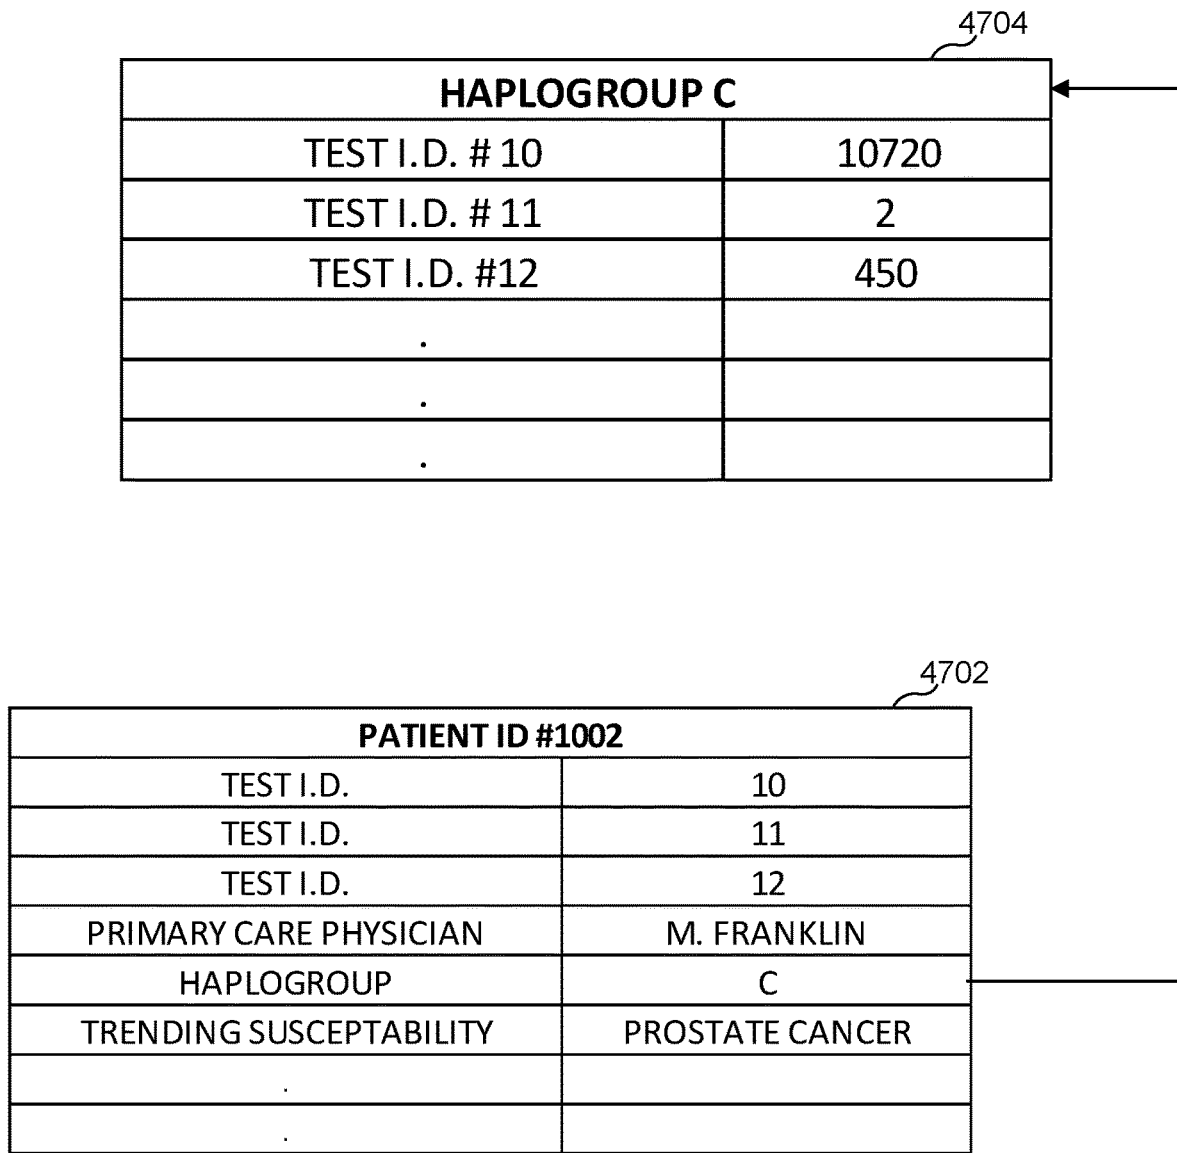 4704
HAPLOGROUP C
TEST I.D. # 10 10720
TEST I.D. # 11 2
TEST I.D. #12 450
.
.
.
4702
PATIENT ID #1002
TEST I.D. 10
TEST I.D. 11
TEST I.D. 12
PRIMARY CARE PHYSICIAN M. FRANKLIN
HAPLOGROUP C
TRENDING SUSCEPTABILITY PROSTATE CANCER
.
.